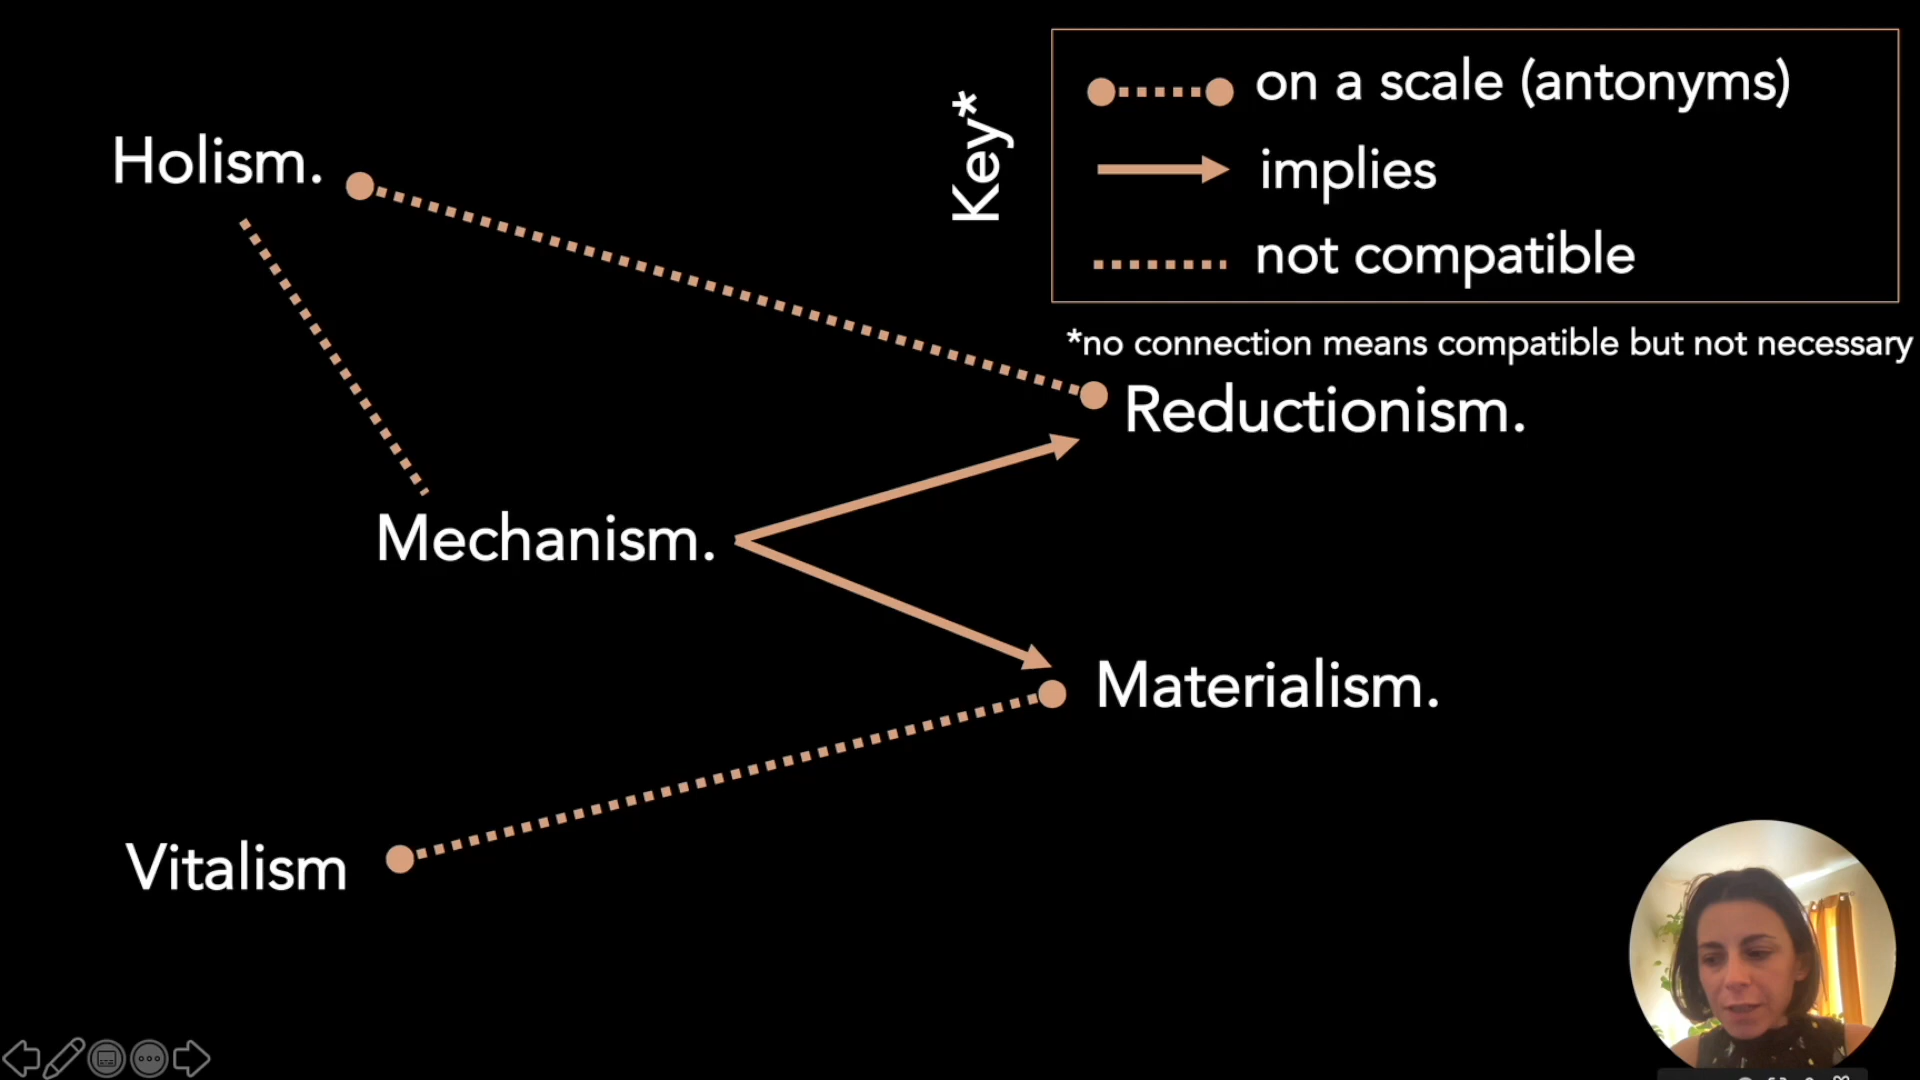 Key*
on a scale (antonyms)
implies
not compatible
*no connection means compatible but not necessary
Holism.
Reductionism.
Mechanism.
Materialism.
Vitalism